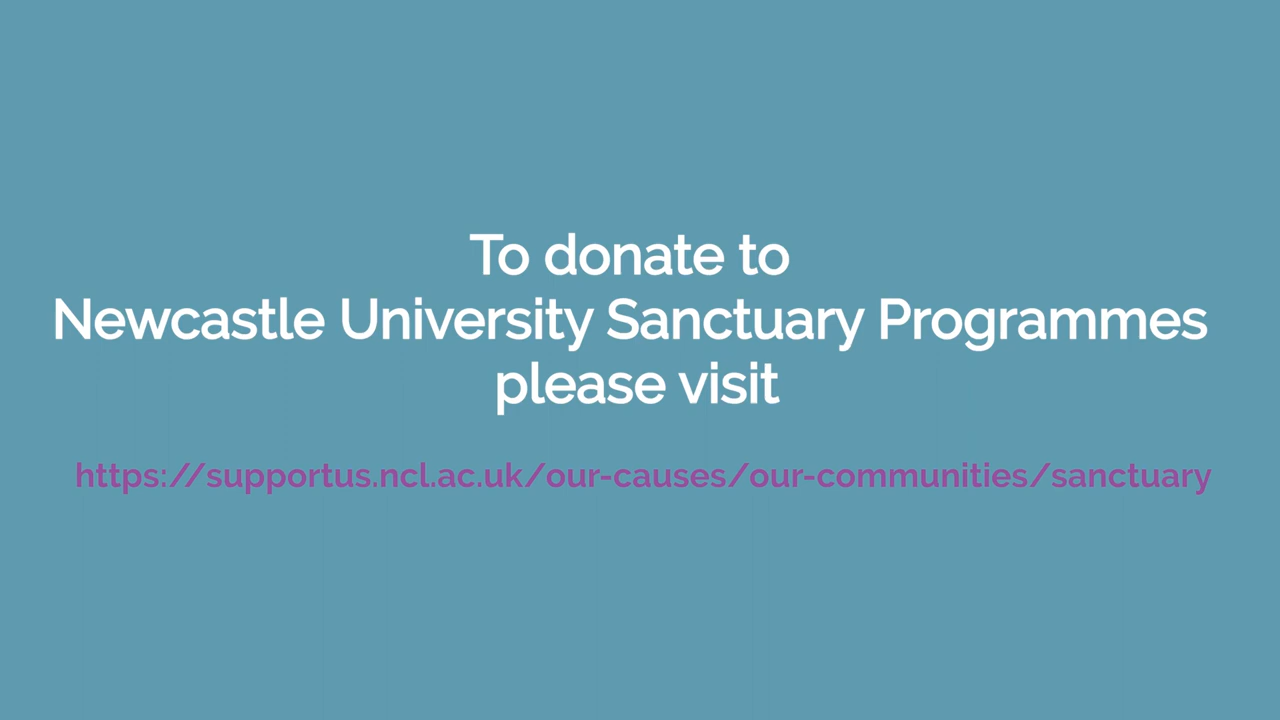 To donate to
Newcastle University Sanctuary Programmes
please visit
https://supportus.ncl.ac.uk/our-causes/our-communities/sanctuary